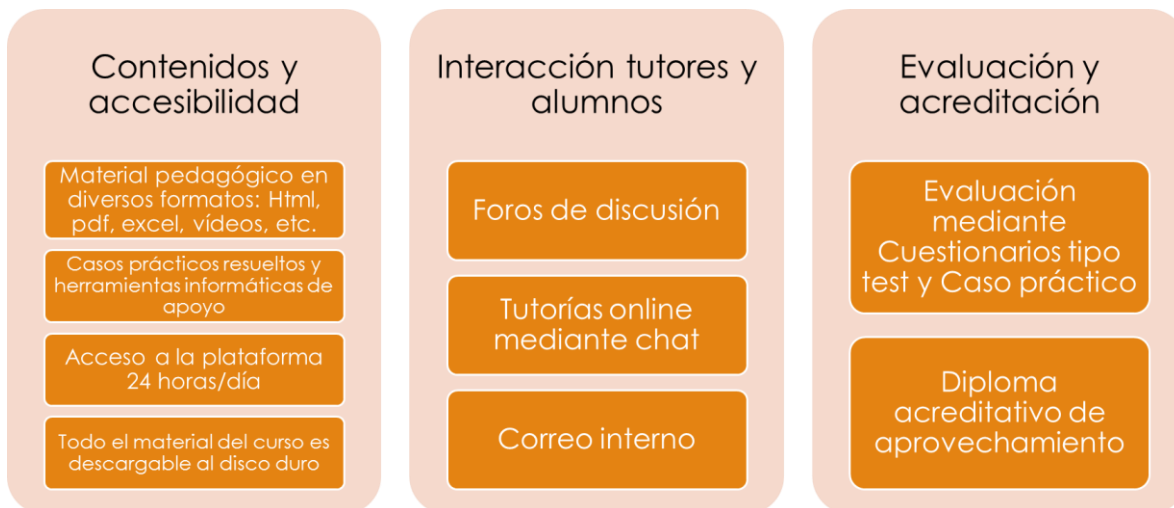 Contenidos y
accesibilidad
Material pedagógico en
diversos formatos: Html,
pdf, excel, vídeos, etc.
Casos prácticos resueltos y
herramientas informáticas de
apoyo
Acceso a la plataforma
24 horas/día
Todo el material del curso es
descargable al disco duro
Interacción tutores y
alumnos
Foros de discusión
Tutorías online
mediante chat
Correo interno
Evaluación y
acreditación
Evaluación
mediante
Cuestionarios tipo
test y Caso práctico
Diploma
acreditativo de
aprovechamiento